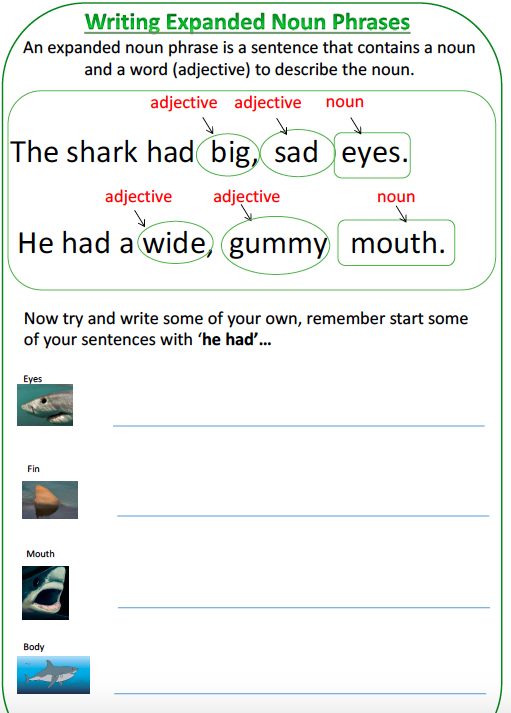 Writing Expanded Noun Phrases
An expanded noun phrase is a sentence that contains a noun
and a word (adjective) to describe the noun.
adjective adjective noun
The shark had big, sad eyes.
adjective adjective noun
He had a wide, gummy mouth.
Now try and write some of your own, remember start some
of your sentences with ‘he had’…
Eyes
Fin
Mouth
Body